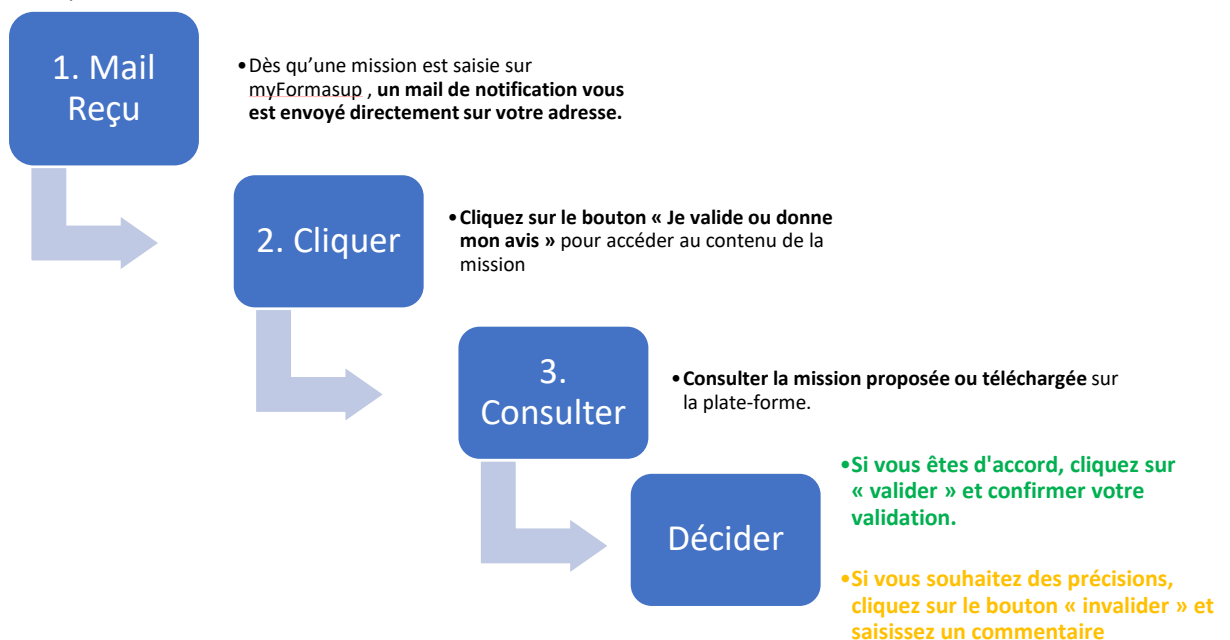 1. Mail
Reçu
•Dès qu'une mission est saisie sur
myFormasup , un mail de notification vous
est envoyé directement sur votre adresse.
2. Cliquer
•Cliquez sur le bouton « Je valide ou donne
mon avis » pour accéder au contenu de la
mission
3.
Consulter
•Consulter la mission proposée ou téléchargée sur
la plate-forme.
Décider
•Si vous êtes d'accord, cliquez sur
« valider » et confirmer votre
validation.
•Si vous souhaitez des précisions,
cliquez sur le bouton « invalider » et
saisissez un commentaire